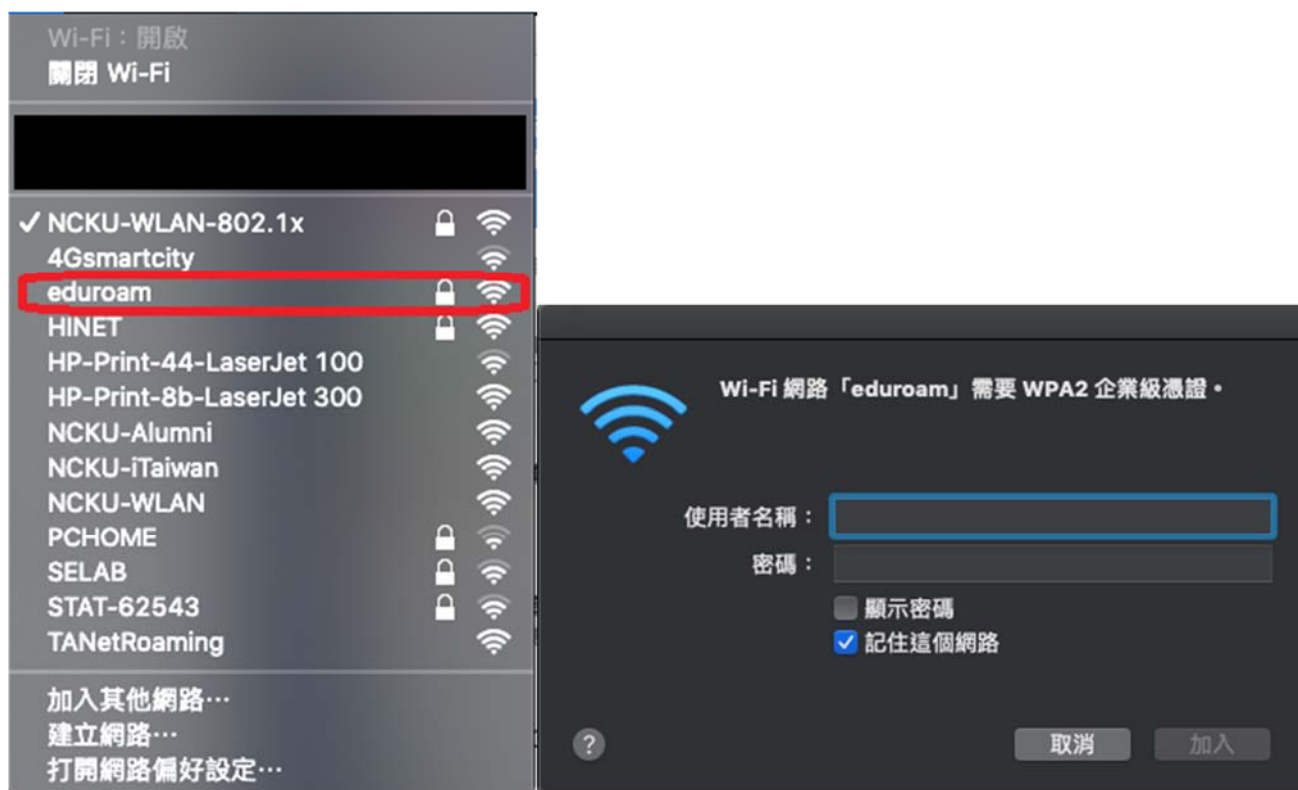 Wi-Fi：開啟
關閉 Wi-Fi
✓ NCKU-WLAN-802.1x
4Gsmartcity
eduroam
HINET
HP-Print-44-LaserJet 100
HP-Print-8b-LaserJet 300
NCKU-Alumni
NCKU-iTaiwan
NCKU-WLAN
PCHOME
SELAB
STAT-62543
TANetRoaming
加入其他網路⋯
建立網路⋯
打開網路偏好設定⋯
Wi-Fi 網路「eduroam」需要 WPA2 企業級憑證。
使用者名稱：
密碼：
顯示密碼
記住這個網路
?
取消
加入